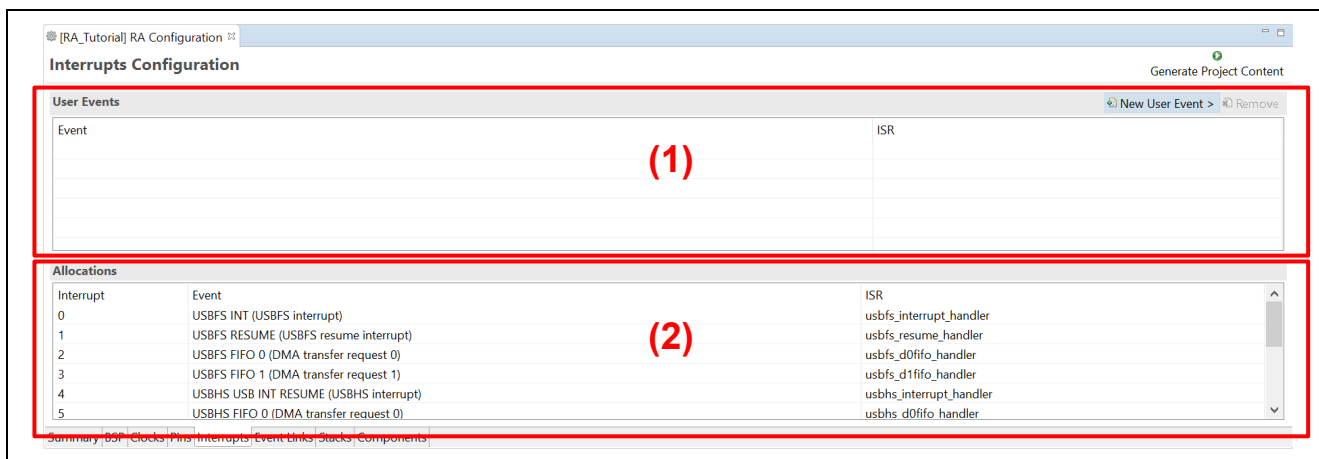 [RA_Tutorial] RA Configuration
Interrupts Configuration
Generate Project Content
User Events
New User Event > Remove
Event ISR
(1)
Allocations
Interrupt Event ISR
0 USBFS INT (USBFS interrupt) usbfs_interrupt_handler
1 USBFS RESUME (USBFS resume interrupt) usbfs_resume_handler
(2)
2 USBFS FIFO 0 (DMA transfer request 0) usbfs_d0fifo_handler
3 USBFS FIFO 1 (DMA transfer request 1) usbfs_d1fifo_handler
4 USBHS USB INT RESUME (USBHS interrupt) usbhs_interrupt_handler
5 USBHS FIFO 0 (DMA transfer request 0) usbhs_d0fifo_handler
Summary BSP Clocks Pins Interrupts Event Links Stacks Components